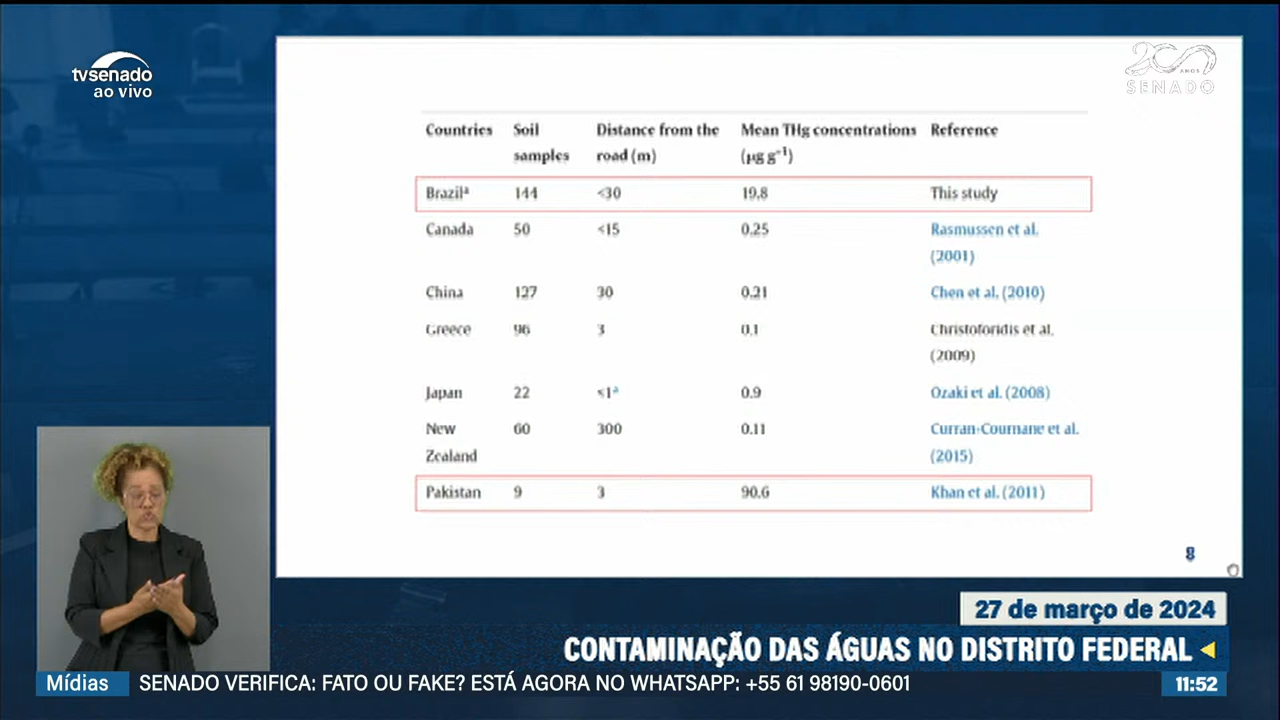 tvsenado
ao vivo
200 ANOS
SENADO
Countries Soil samples Distance from the road (m) Mean THg concentrations (µg g⁻¹) Reference
Brazilᵃ 144 <30 19.8 This study
Canada 50 <15 0.25 Rasmussen et al. (2001)
China 127 30 0.21 Chen et al. (2010)
Greece 96 3 0.1 Christoforidis et al. (2009)
Japan 22 <1ᵃ 0.9 Ozaki et al. (2008)
New Zealand 60 300 0.11 Curran-Cournane et al. (2015)
Pakistan 9 3 90.6 Khan et al. (2011)
8
27 de março de 2024
CONTAMINAÇÃO DAS ÁGUAS NO DISTRITO FEDERAL
Mídias SENADO VERIFICA: FATO OU FAKE? ESTÁ AGORA NO WHATSAPP: +55 61 98190-0601 11:52